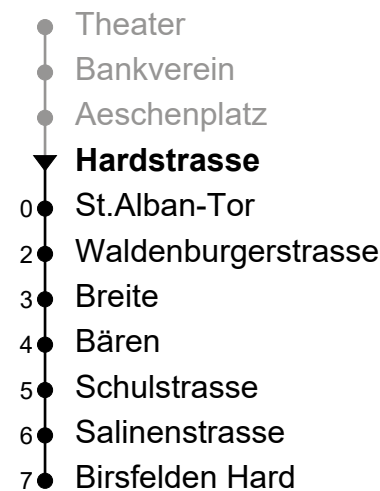 Theater
Bankverein
Aeschenplatz
Hardstrasse
0 St.Alban-Tor
2 Waldenburgerstrasse
3 Breite
4 Bären
5 Schulstrasse
6 Salinenstrasse
7 Birsfelden Hard